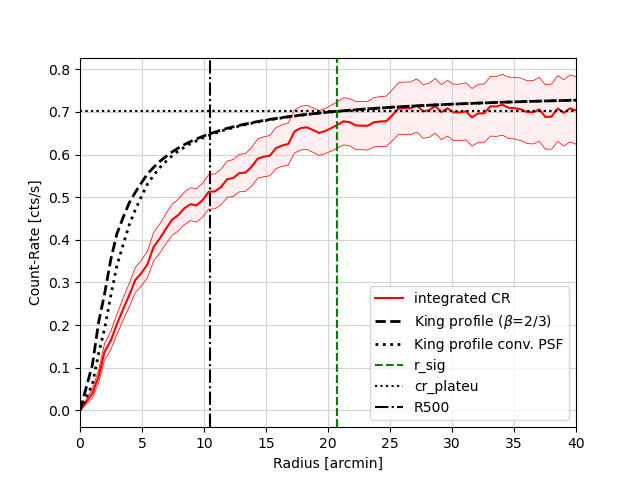 0.8
0.7
0.6
0.5
0.4
0.3
0.2
0.1
0.0
Count-Rate [cts/s]
integrated CR
King profile (β=2/3)
King profile conv. PSF
r_sig
cr_plateu
R500
0 5 10 15 20 25 30 35 40
Radius [arcmin]